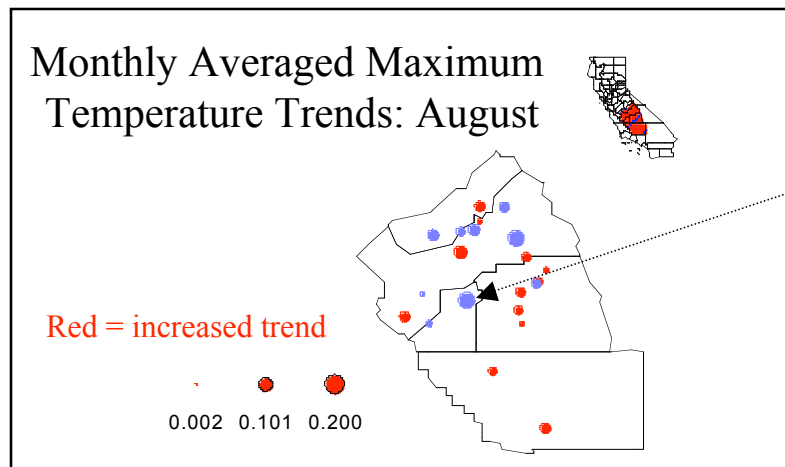 Monthly Averaged Maximum
Temperature Trends: August
Red = increased trend
0.002 0.101 0.200